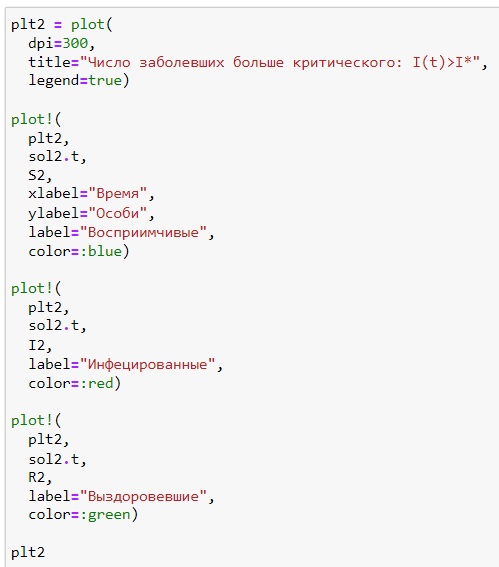 plt2 = plot(
  dpi=300,
  title="Число заболевших больше критического: I(t)>I*",
  legend=true)

plot!(
  plt2,
  sol2.t,
  S2,
  xlabel="Время",
  ylabel="Особи",
  label="Восприимчивые",
  color=:blue)

plot!(
  plt2,
  sol2.t,
  I2,
  label="Инфецированные",
  color=:red)

plot!(
  plt2,
  sol2.t,
  R2,
  label="Выздоровевшие",
  color=:green)

plt2